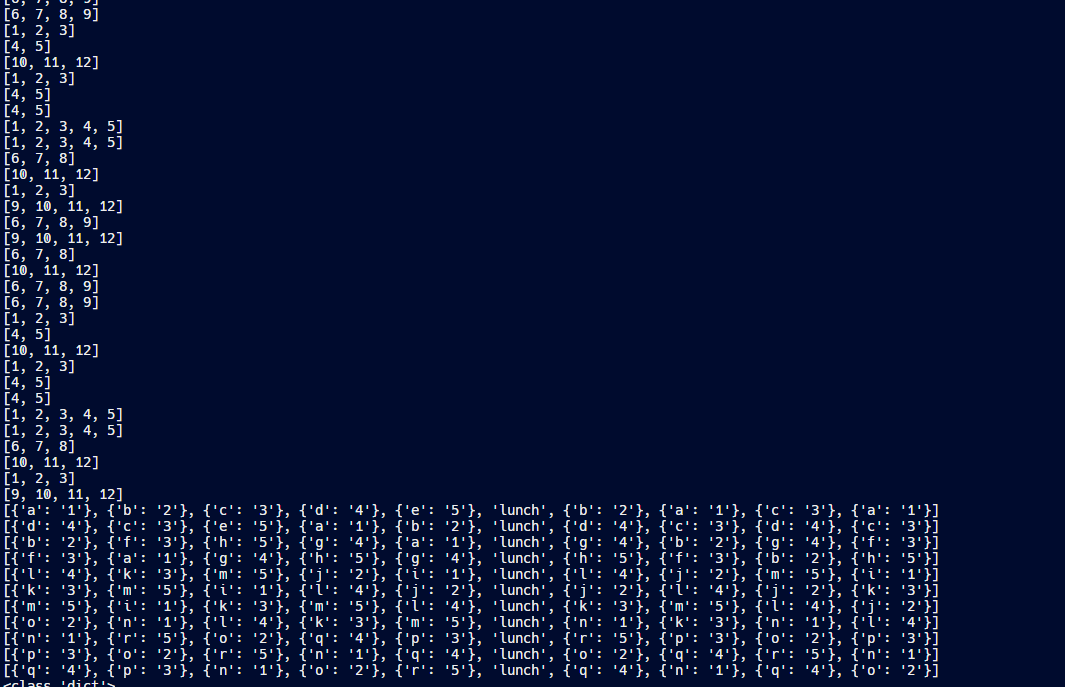 [6, 7, 8, 9]
[6, 7, 8, 9]
[1, 2, 3]
[4, 5]
[10, 11, 12]
[1, 2, 3]
[4, 5]
[4, 5]
[1, 2, 3, 4, 5]
[1, 2, 3, 4, 5]
[6, 7, 8]
[10, 11, 12]
[1, 2, 3]
[9, 10, 11, 12]
[6, 7, 8, 9]
[9, 10, 11, 12]
[6, 7, 8]
[10, 11, 12]
[6, 7, 8, 9]
[6, 7, 8, 9]
[1, 2, 3]
[4, 5]
[10, 11, 12]
[1, 2, 3]
[4, 5]
[4, 5]
[1, 2, 3, 4, 5]
[1, 2, 3, 4, 5]
[6, 7, 8]
[10, 11, 12]
[1, 2, 3]
[9, 10, 11, 12]
[{'a': '1'}, {'b': '2'}, {'c': '3'}, {'d': '4'}, {'e': '5'}, 'lunch', {'b': '2'}, {'a': '1'}, {'c': '3'}, {'a': '1'}]
[{'d': '4'}, {'c': '3'}, {'e': '5'}, {'a': '1'}, {'b': '2'}, 'lunch', {'d': '4'}, {'c': '3'}, {'d': '4'}, {'c': '3'}]
[{'b': '2'}, {'f': '3'}, {'h': '5'}, {'g': '4'}, {'a': '1'}, 'lunch', {'g': '4'}, {'b': '2'}, {'g': '4'}, {'f': '3'}]
[{'f': '3'}, {'a': '1'}, {'g': '4'}, {'h': '5'}, {'g': '4'}, 'lunch', {'h': '5'}, {'f': '3'}, {'b': '2'}, {'h': '5'}]
[{'l': '4'}, {'k': '3'}, {'m': '5'}, {'j': '2'}, {'i': '1'}, 'lunch', {'l': '4'}, {'j': '2'}, {'m': '5'}, {'i': '1'}]
[{'k': '3'}, {'m': '5'}, {'i': '1'}, {'l': '4'}, {'j': '2'}, 'lunch', {'j': '2'}, {'l': '4'}, {'j': '2'}, {'k': '3'}]
[{'m': '5'}, {'i': '1'}, {'k': '3'}, {'m': '5'}, {'l': '4'}, 'lunch', {'k': '3'}, {'m': '5'}, {'l': '4'}, {'j': '2'}]
[{'o': '2'}, {'n': '1'}, {'l': '4'}, {'k': '3'}, {'m': '5'}, 'lunch', {'n': '1'}, {'k': '3'}, {'n': '1'}, {'l': '4'}]
[{'n': '1'}, {'r': '5'}, {'o': '2'}, {'q': '4'}, {'p': '3'}, 'lunch', {'r': '5'}, {'p': '3'}, {'o': '2'}, {'p': '3'}]
[{'p': '3'}, {'o': '2'}, {'r': '5'}, {'n': '1'}, {'q': '4'}, 'lunch', {'o': '2'}, {'q': '4'}, {'r': '5'}, {'n': '1'}]
[{'q': '4'}, {'p': '3'}, {'n': '1'}, {'o': '2'}, {'r': '5'}, 'lunch', {'q': '4'}, {'n': '1'}, {'q': '4'}, {'o': '2'}]
<class 'dict'>